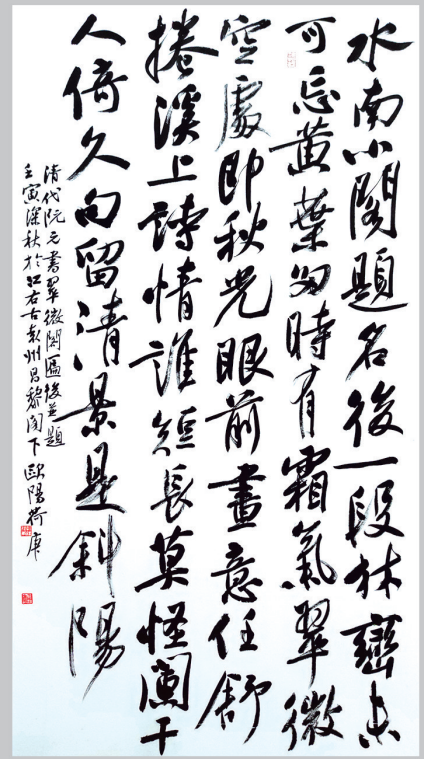 水南小閣題名後一段林巒未
可忘黃葉多時有霜氣翠微
空處即秋光眼前畫意任舒
捲溪上詩情誰短長莫怪闌干
人倚久向留清景是斜陽
清代阮元書翠微閣匾後並題
壬寅深秋於江右古袁州昌黎閣下歐陽荷庚